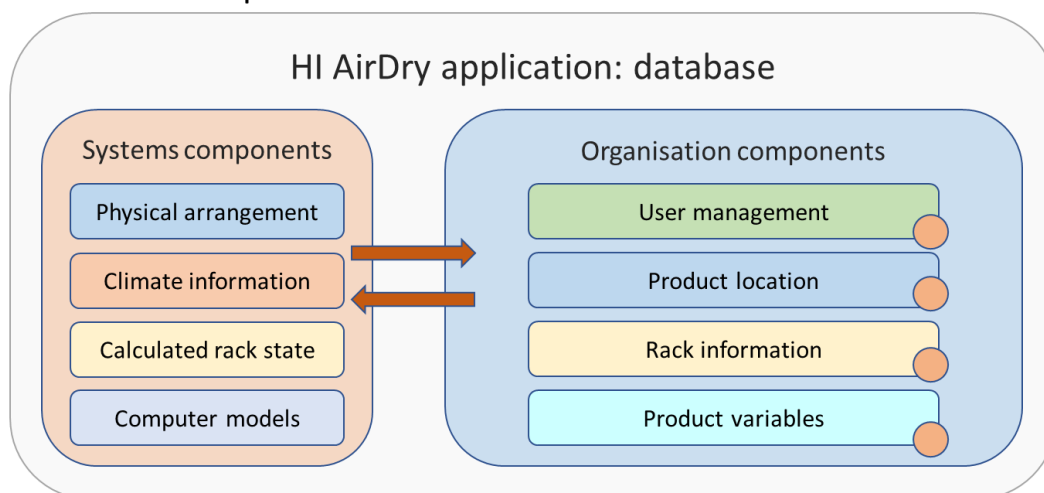 HI AirDry application: database
Systems components
Physical arrangement
Climate information
Calculated rack state
Computer models
Organisation components
User management
Product location
Rack information
Product variables